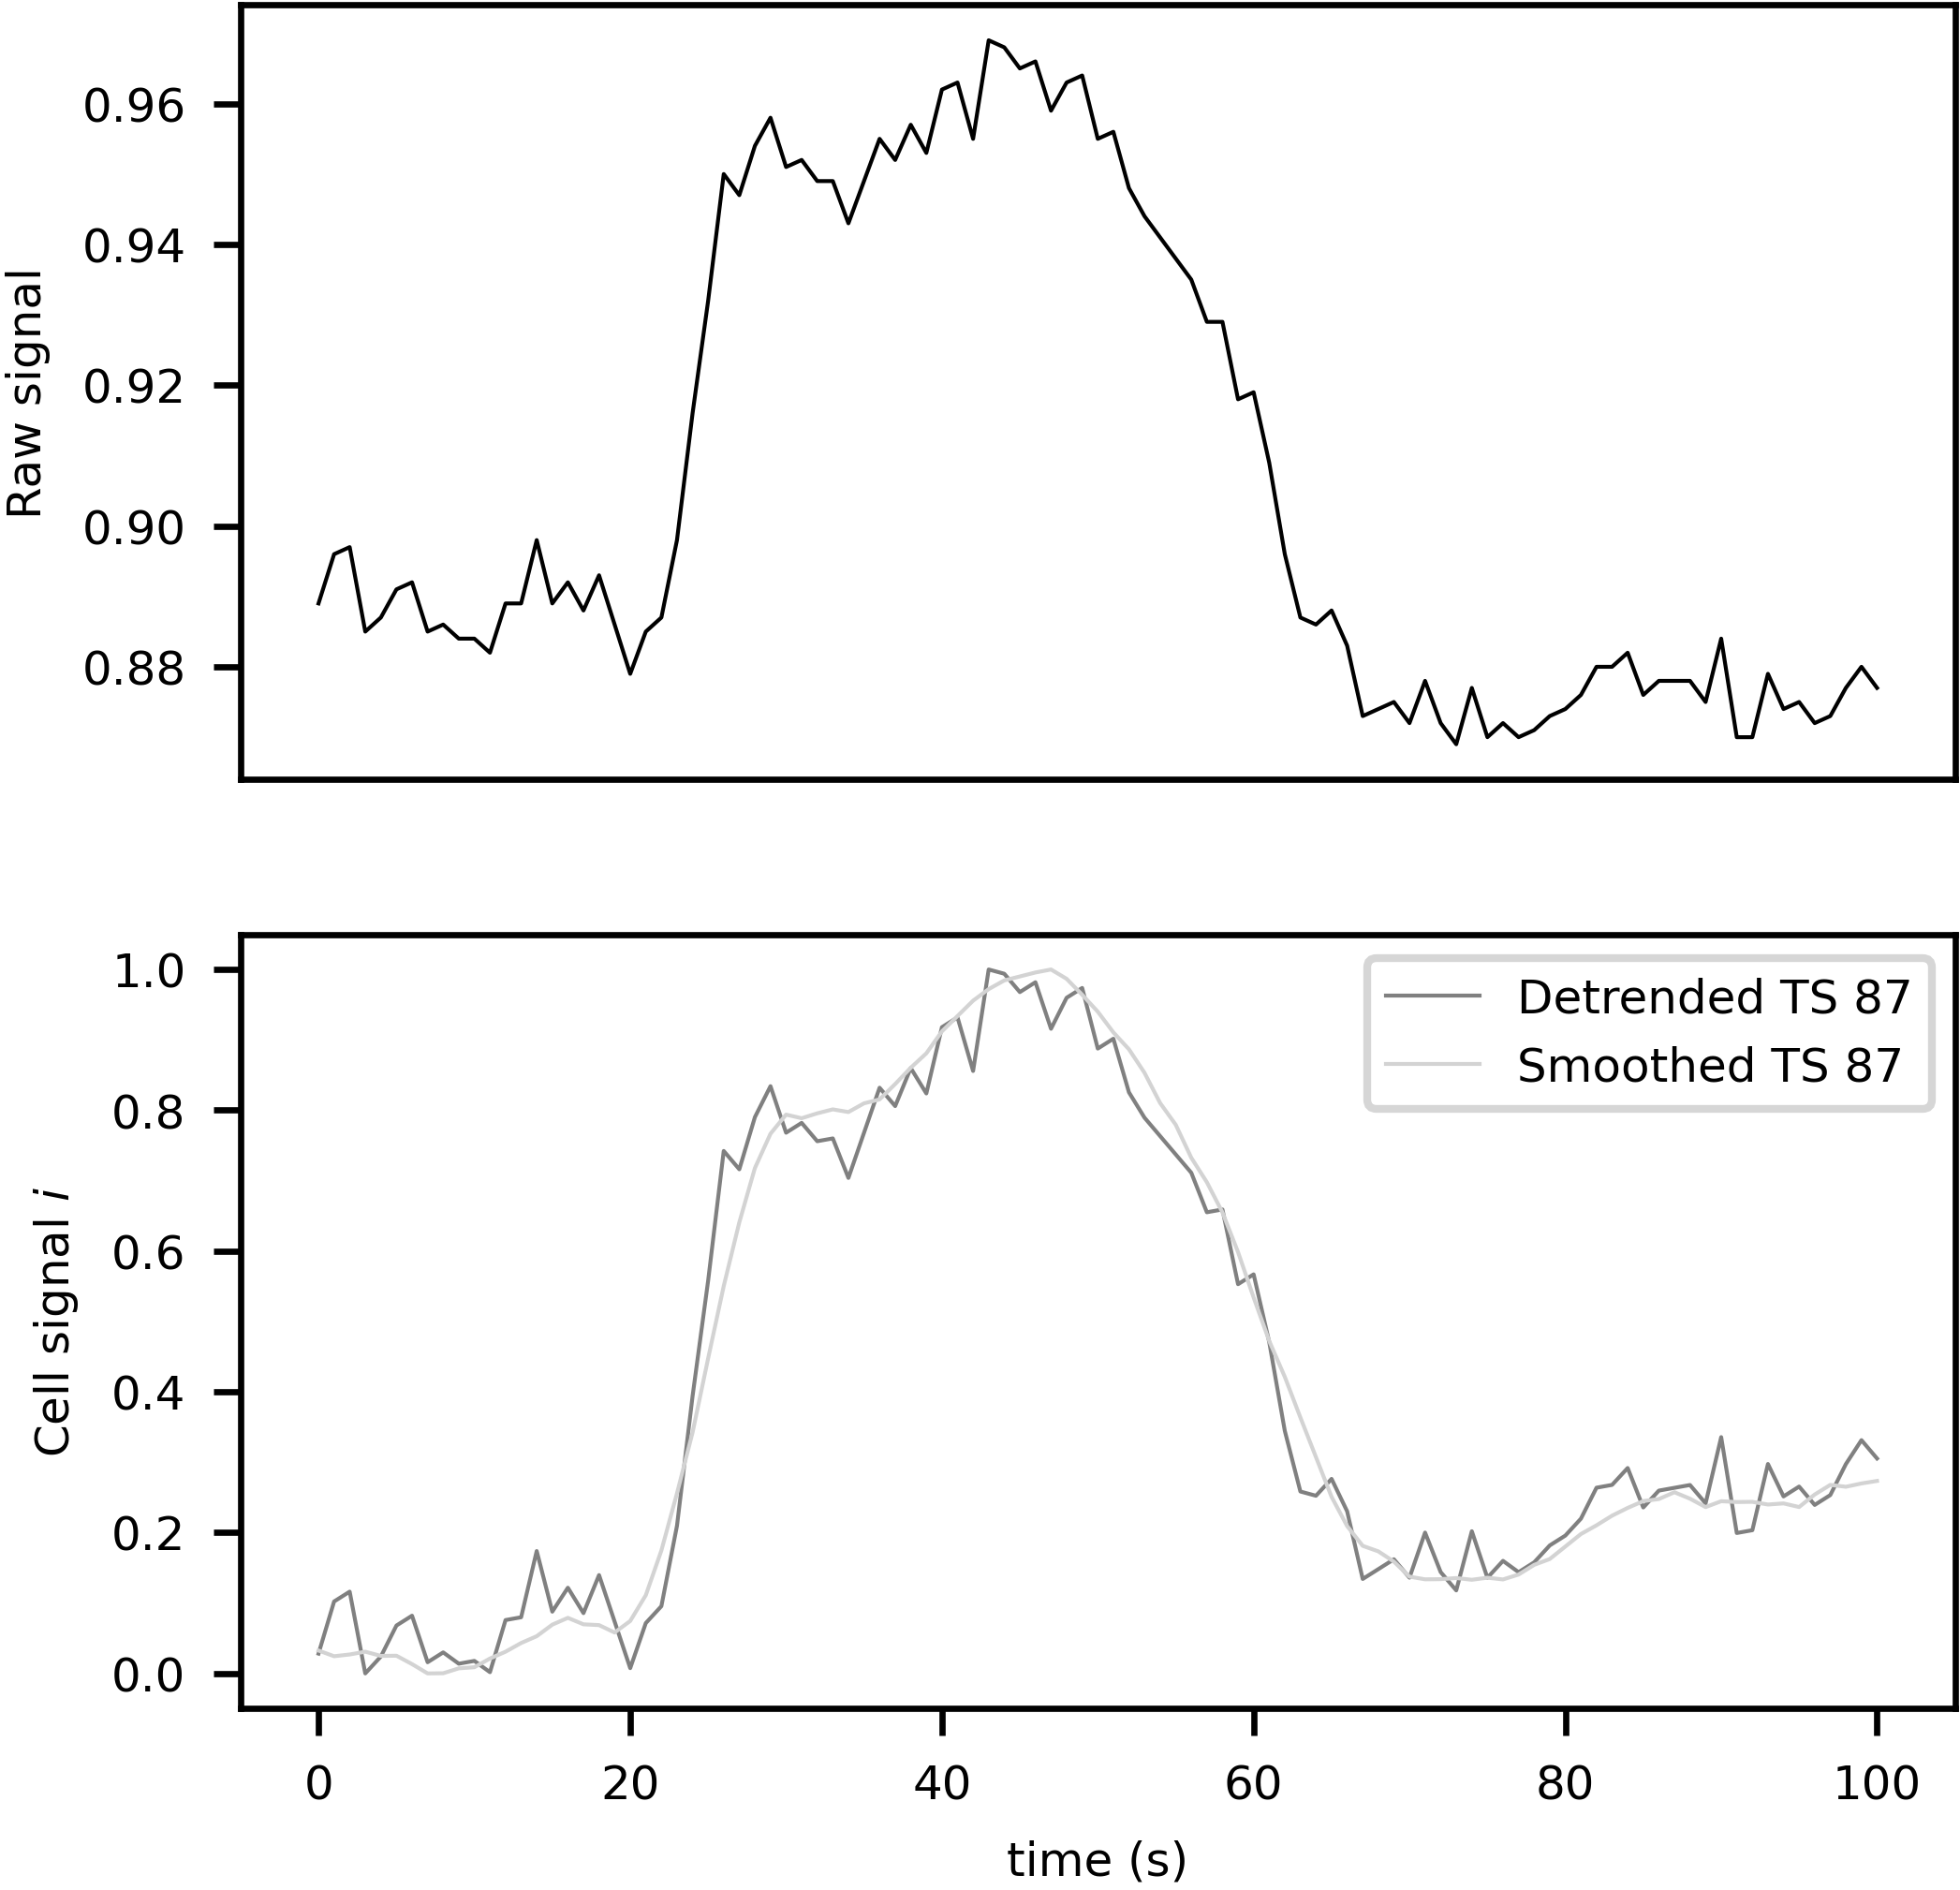 Raw signal
0.96
0.94
0.92
0.90
0.88
Cell signal i
1.0
0.8
0.6
0.4
0.2
0.0
Detrended TS 87
Smoothed TS 87
0 20 40 60 80 100
time (s)